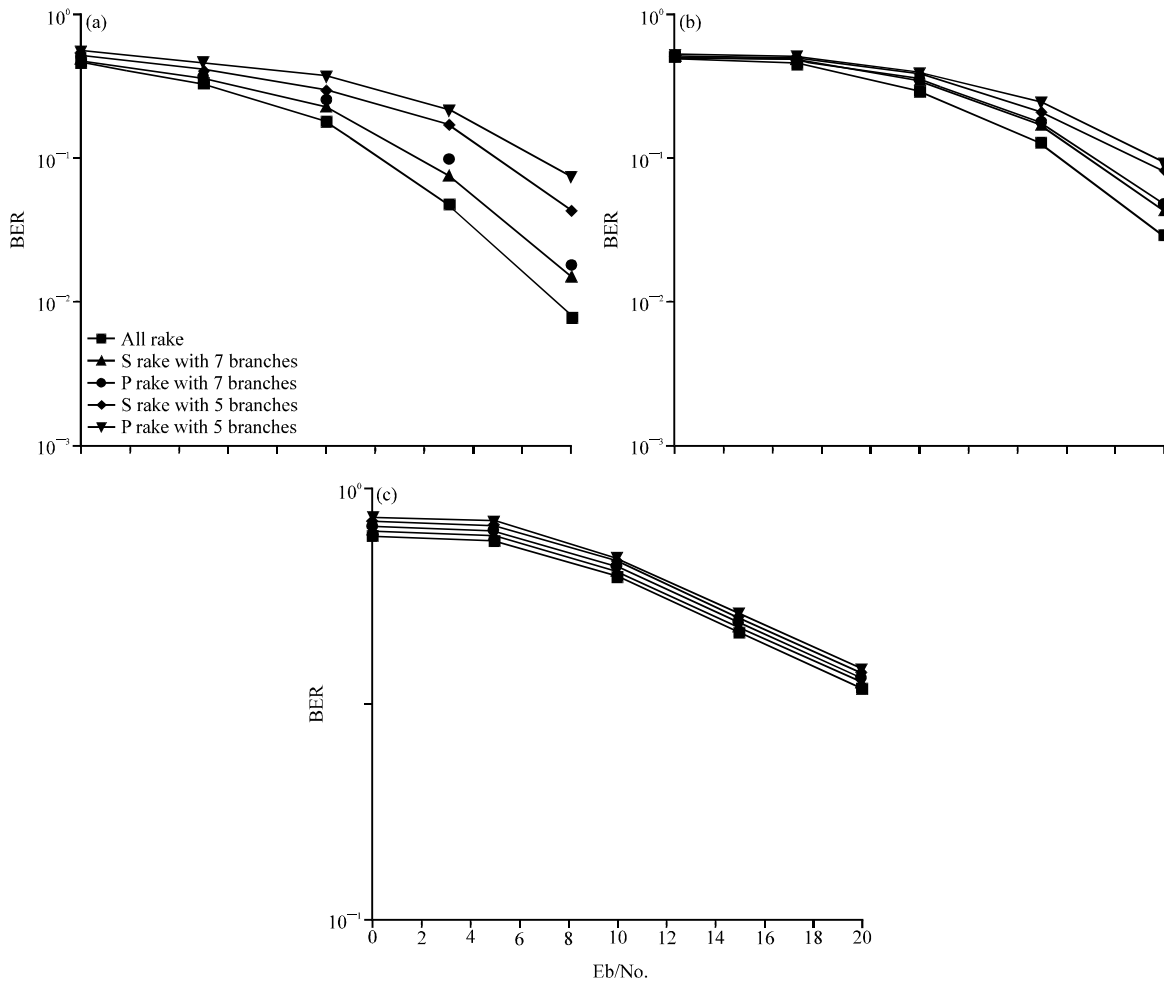 10⁰ (a)
10⁻¹
BER
10⁻²
All rake
S rake with 7 branches
P rake with 7 branches
S rake with 5 branches
P rake with 5 branches
10⁻³
10⁰ (b)
10⁻¹
BER
10⁻²
10⁻³
10⁰ (c)
BER
10⁻¹
0 2 4 6 8 10 12 14 16 18 20
Eb/No.